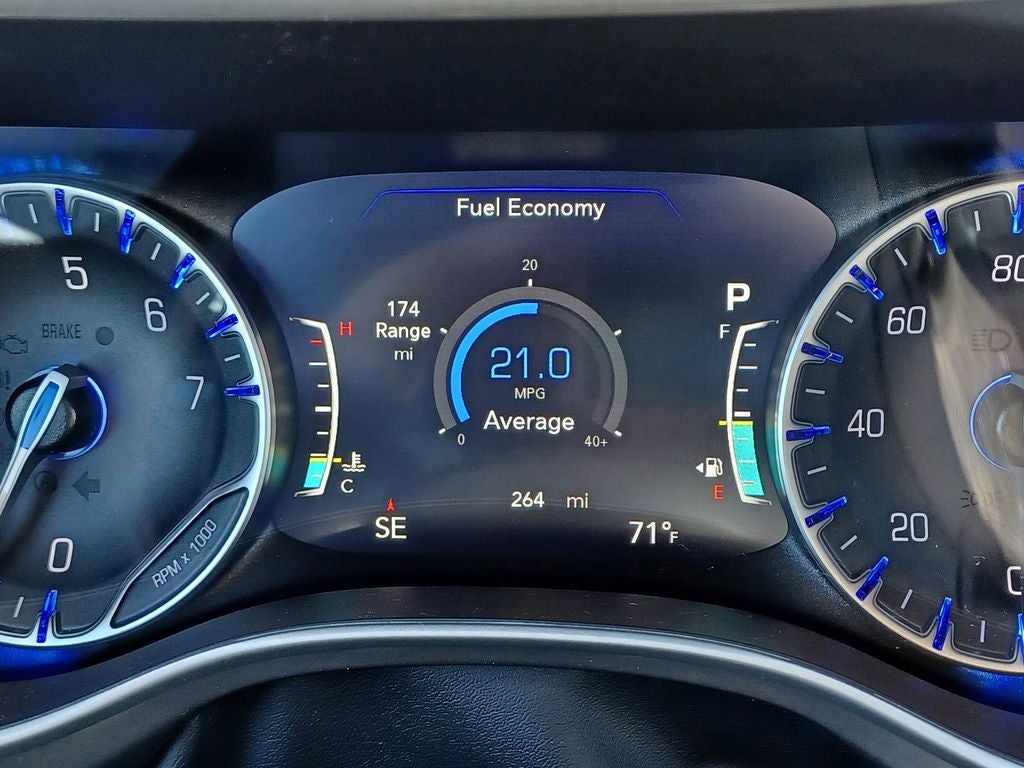 Fuel Economy
20
174
Range
mi
21.0
MPG
Average
0
40+
H
C
P
F
E
264 mi
SE
71°F
5
6
7
0
BRAKE
RPM x 1000
80
60
40
20
0